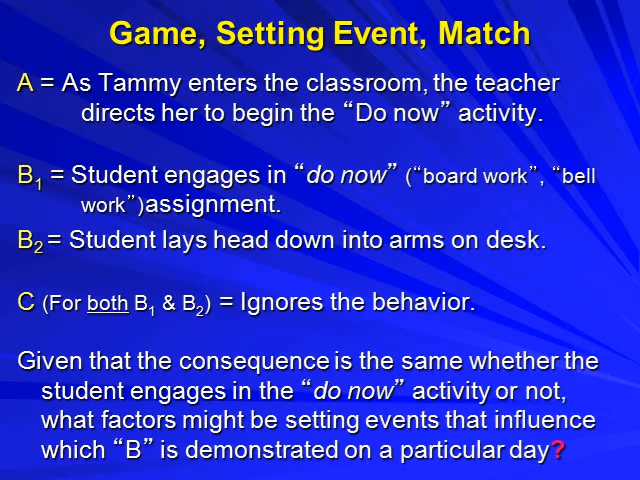 Game, Setting Event, Match
A = As Tammy enters the classroom, the teacher
directs her to begin the “Do now” activity.
B1 = Student engages in “do now” (“board work”, “bell
work”)assignment.
B2 = Student lays head down into arms on desk.
C (For both B1 & B2) = Ignores the behavior.
Given that the consequence is the same whether the
student engages in the “do now” activity or not,
what factors might be setting events that influence
which “B” is demonstrated on a particular day?